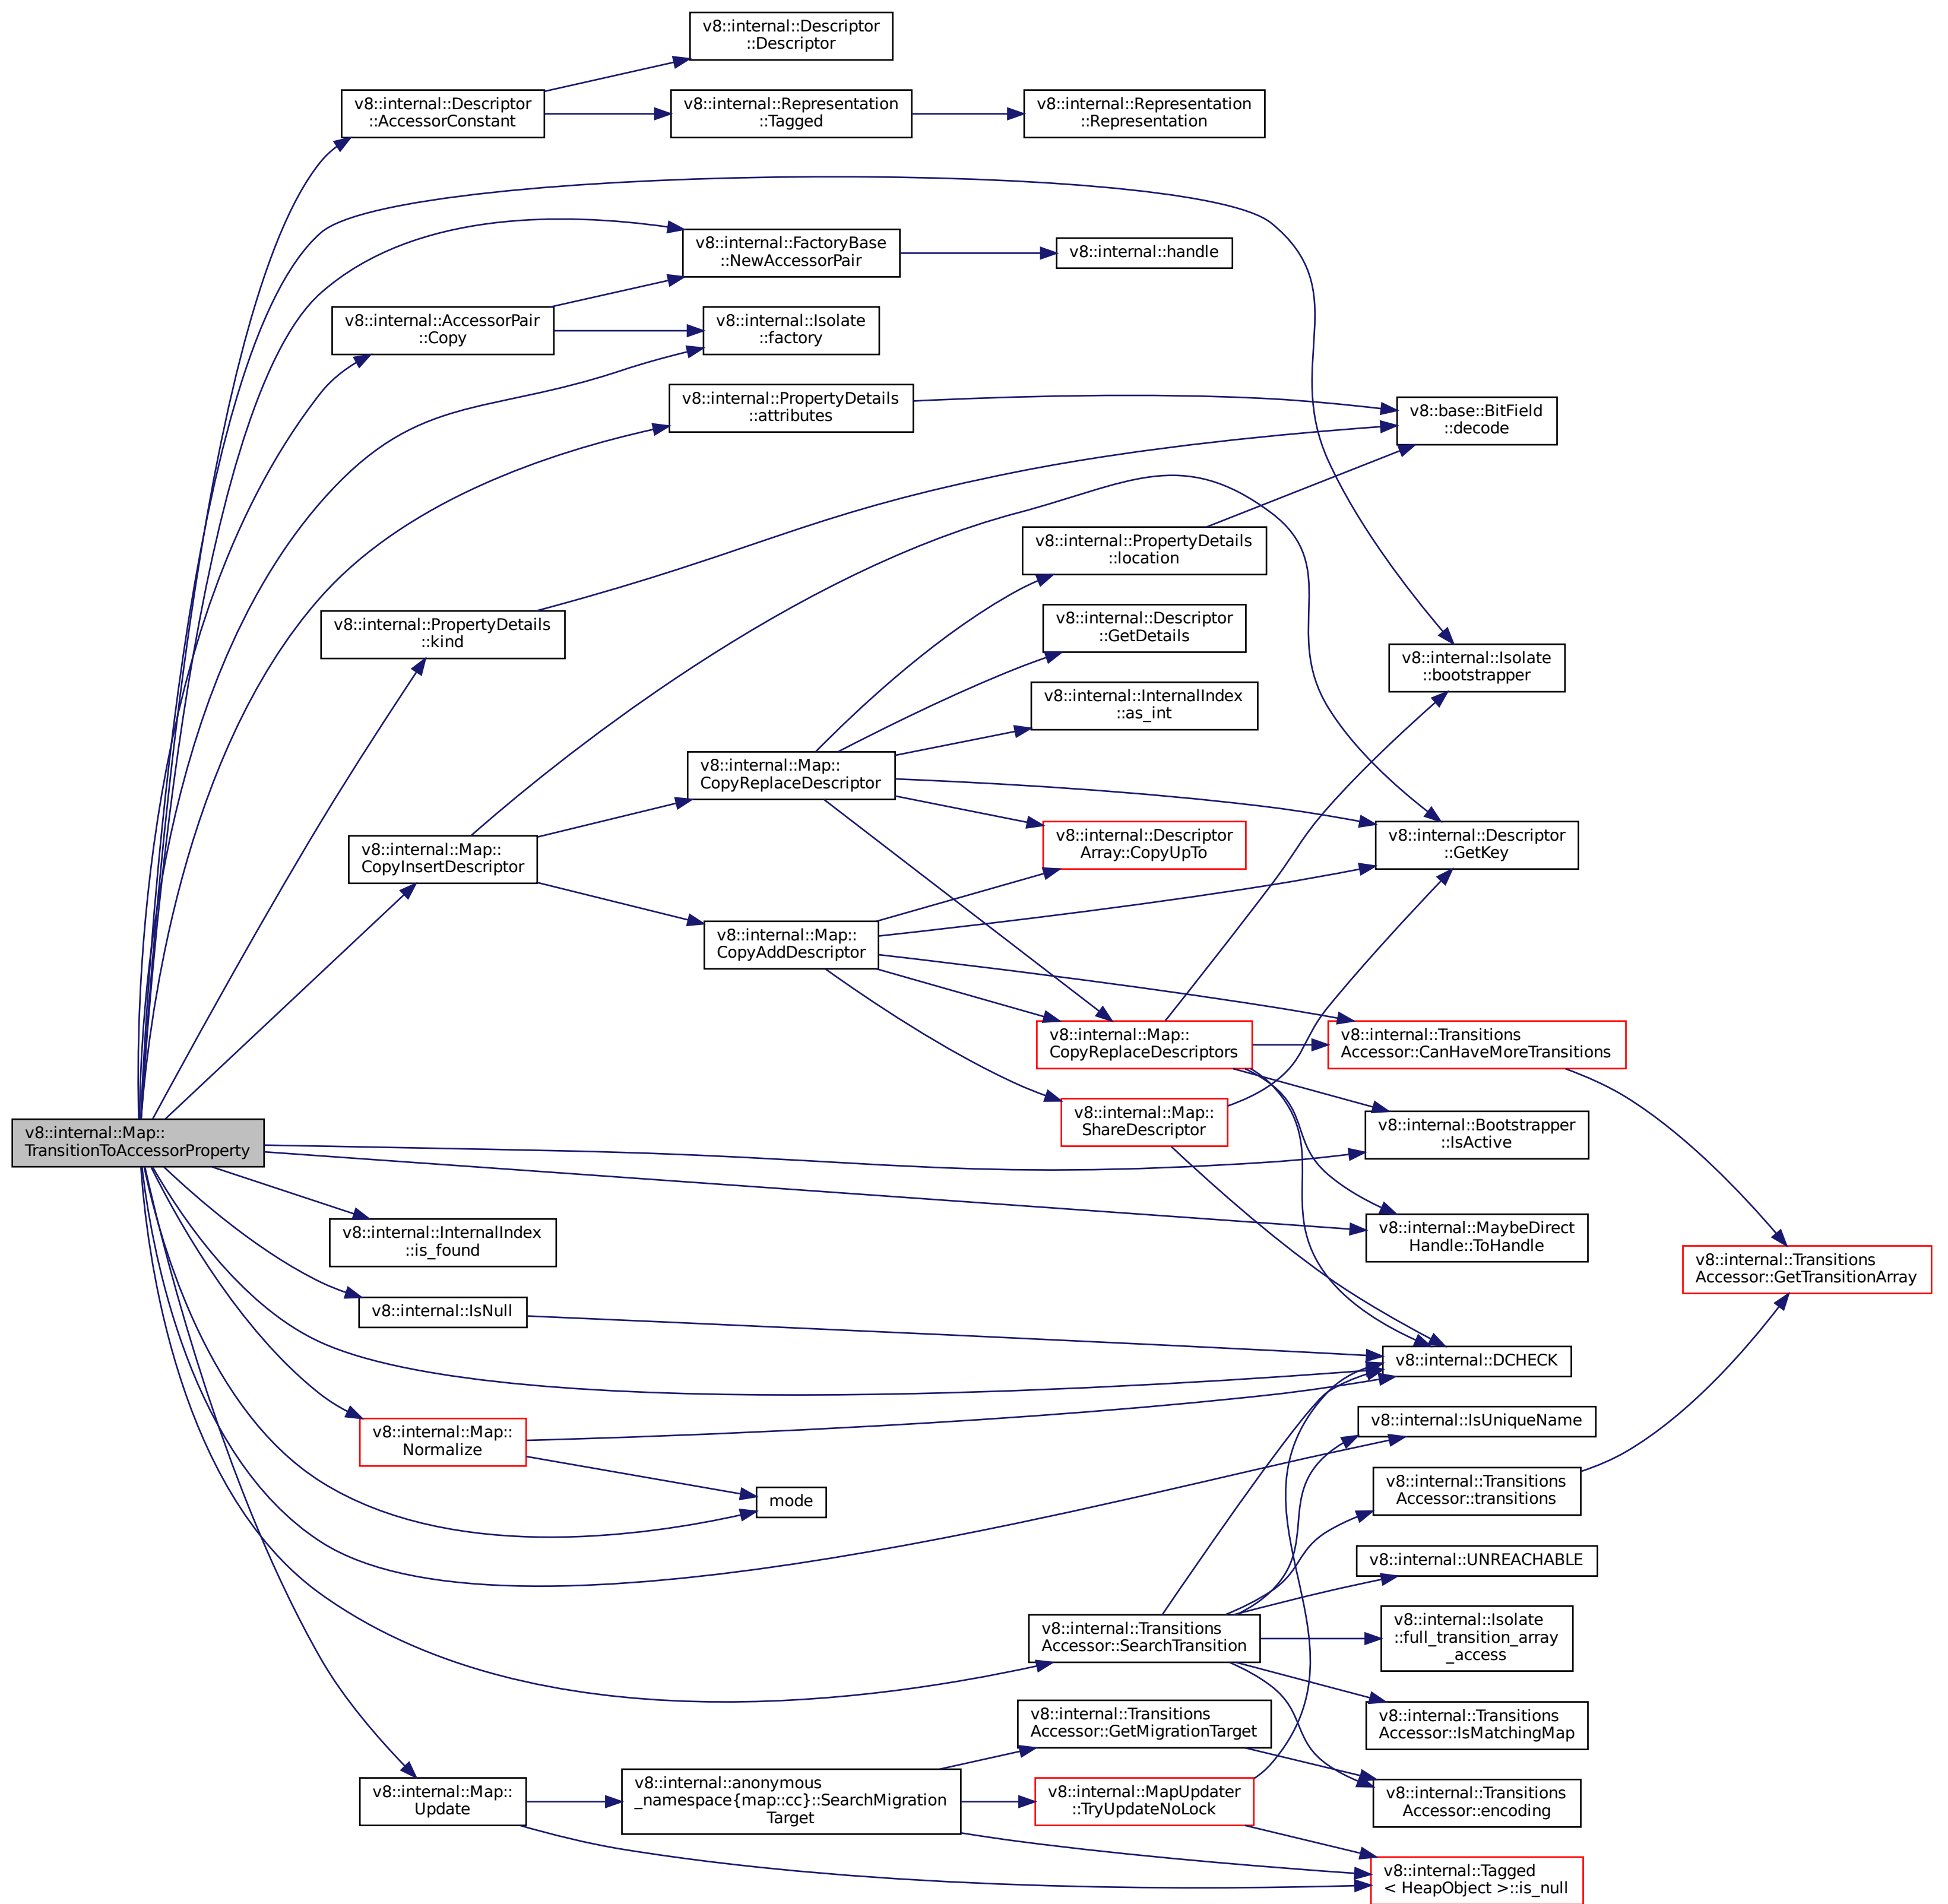 v8::internal::Descriptor
::Descriptor
v8::internal::Descriptor
::AccessorConstant
v8::internal::Representation
::Tagged
v8::internal::Representation
::Representation
v8::internal::FactoryBase
::NewAccessorPair
v8::internal::handle
v8::internal::AccessorPair
::Copy
v8::internal::Isolate
::factory
v8::internal::PropertyDetails
::attributes
v8::base::BitField
::decode
v8::internal::PropertyDetails
::location
v8::internal::PropertyDetails
::kind
v8::internal::Descriptor
::GetDetails
v8::internal::Isolate
::bootstrapper
v8::internal::InternalIndex
::as_int
v8::internal::Map::
CopyReplaceDescriptor
v8::internal::Map::
CopyInsertDescriptor
v8::internal::Descriptor
Array::CopyUpTo
v8::internal::Descriptor
::GetKey
v8::internal::Map::
CopyAddDescriptor
v8::internal::Map::
CopyReplaceDescriptors
v8::internal::Transitions
Accessor::CanHaveMoreTransitions
v8::internal::Map::
ShareDescriptor
v8::internal::Bootstrapper
::IsActive
v8::internal::Map::
TransitionToAccessorProperty
v8::internal::InternalIndex
::is_found
v8::internal::MaybeDirect
Handle::ToHandle
v8::internal::Transitions
Accessor::GetTransitionArray
v8::internal::IsNull
v8::internal::DCHECK
v8::internal::Map::
Normalize
v8::internal::IsUniqueName
mode
v8::internal::Transitions
Accessor::transitions
v8::internal::UNREACHABLE
v8::internal::Transitions
Accessor::SearchTransition
v8::internal::Isolate
::full_transition_array
_access
v8::internal::Transitions
Accessor::GetMigrationTarget
v8::internal::Transitions
Accessor::IsMatchingMap
v8::internal::Map::
Update
v8::internal::anonymous
_namespace{map::cc}::SearchMigration
Target
v8::internal::MapUpdater
::TryUpdateNoLock
v8::internal::Transitions
Accessor::encoding
v8::internal::Tagged
< HeapObject >::is_null